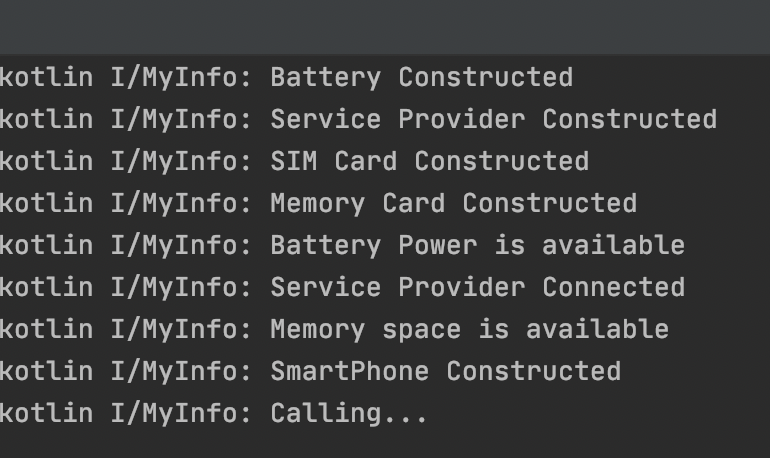 kotlin I/MyInfo: Battery Constructed
kotlin I/MyInfo: Service Provider Constructed
kotlin I/MyInfo: SIM Card Constructed
kotlin I/MyInfo: Memory Card Constructed
kotlin I/MyInfo: Battery Power is available
kotlin I/MyInfo: Service Provider Connected
kotlin I/MyInfo: Memory space is available
kotlin I/MyInfo: SmartPhone Constructed
kotlin I/MyInfo: Calling...